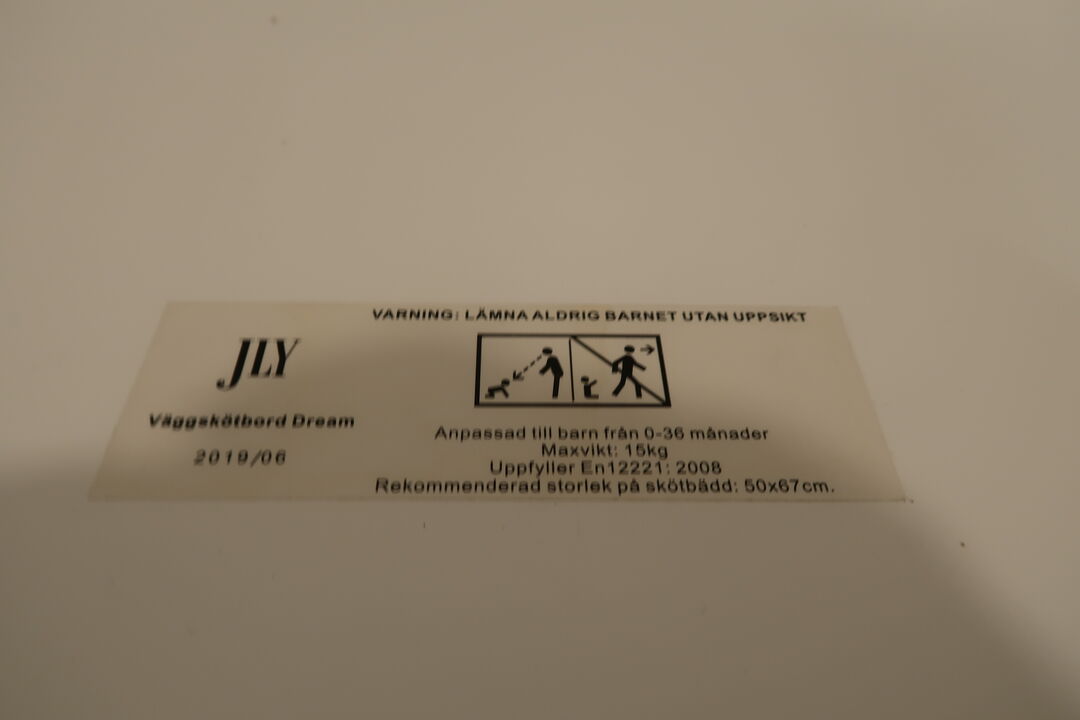 VARNING: LÄMNA ALDRIG BARNET UTAN UPPSIKT
JLY
Väggskötbord Dream
2019/06
Anpassad till barn från 0-36 månader
Maxvikt: 15kg
Uppfyller En12221: 2008
Rekommenderad storlek på skötbädd: 50x67cm.